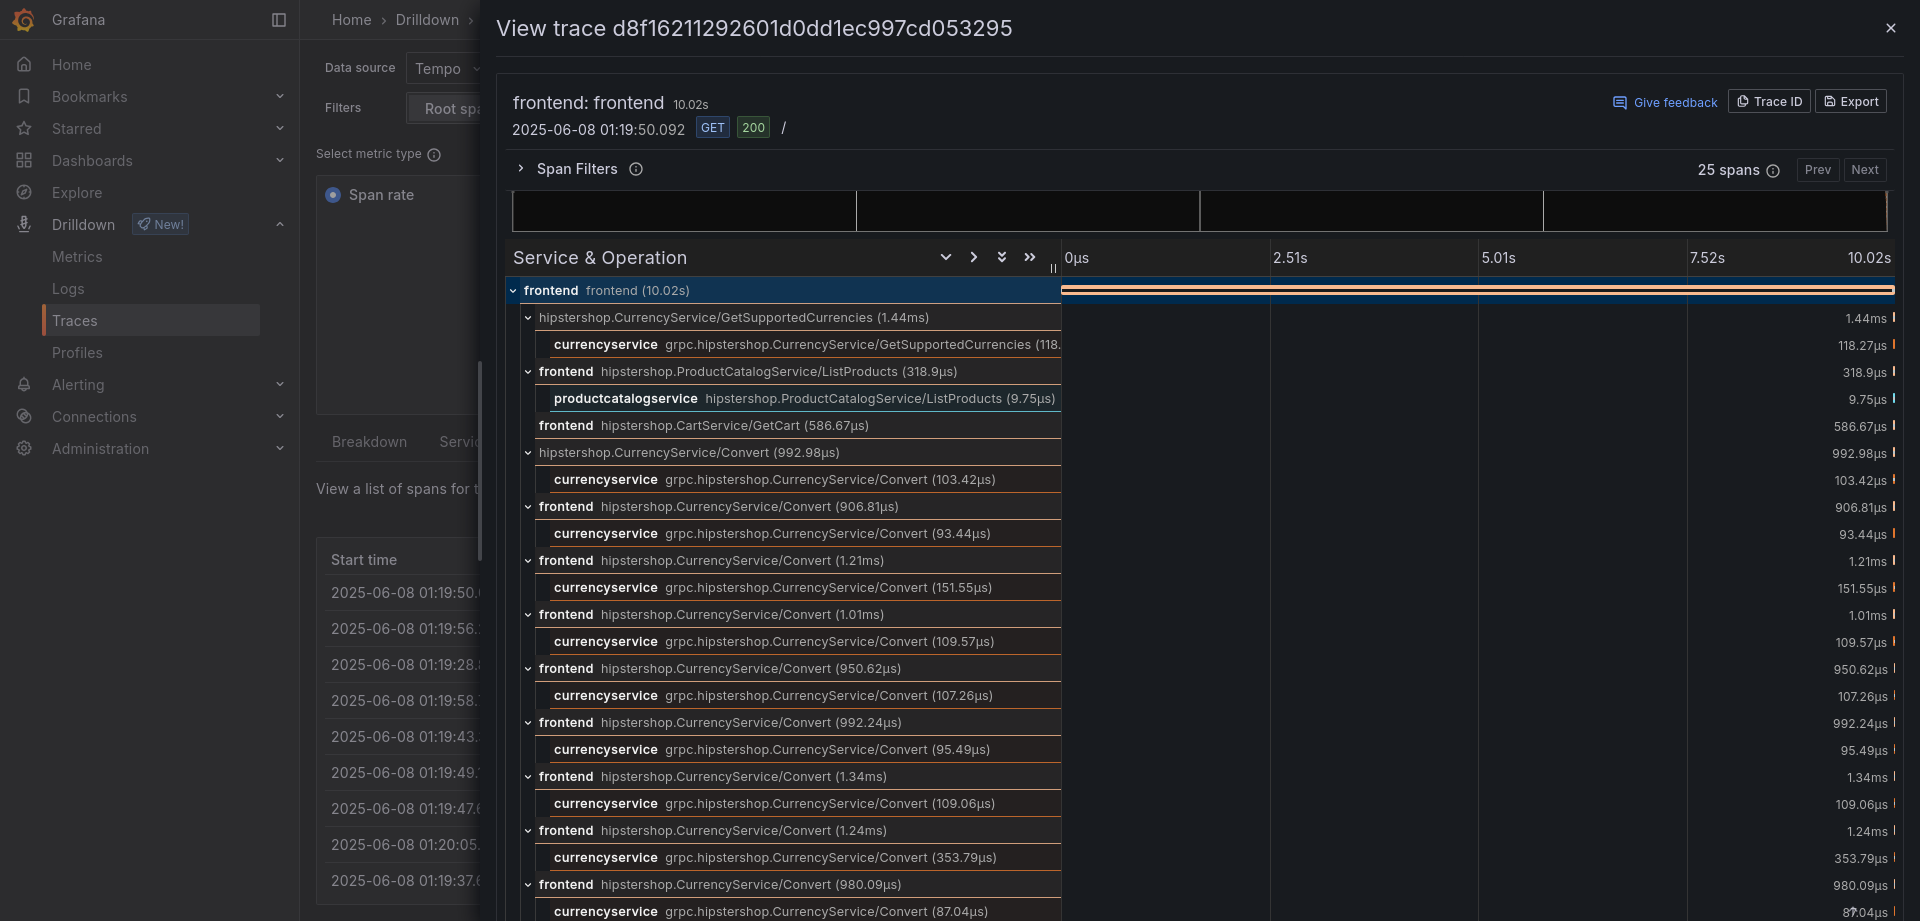 Grafana
Home
Bookmarks
Starred
Dashboards
Explore
Drilldown New!
Metrics
Logs
Traces
Profiles
Alerting
Connections
Administration
Home › Drilldown ›
Data source Tempo
Filters Root spa
Select metric type
Span rate
Breakdown Servic
View a list of spans for t
Start time
2025-06-08 01:19:50.
2025-06-08 01:19:56.
2025-06-08 01:19:28.
2025-06-08 01:19:58.
2025-06-08 01:19:43.
2025-06-08 01:19:49.
2025-06-08 01:19:47.
2025-06-08 01:20:05.
2025-06-08 01:19:37.
View trace d8f16211292601d0dd1ec997cd053295
frontend: frontend 10.02s
Give feedback Trace ID Export
2025-06-08 01:19:50.092 GET 200 /
Span Filters
25 spans Prev Next
Service & Operation 0µs 2.51s 5.01s 7.52s 10.02s
frontend frontend (10.02s)
hipstershop.CurrencyService/GetSupportedCurrencies (1.44ms) 1.44ms
currencyservice grpc.hipstershop.CurrencyService/GetSupportedCurrencies (118. 118.27µs
frontend hipstershop.ProductCatalogService/ListProducts (318.9µs) 318.9µs
productcatalogservice hipstershop.ProductCatalogService/ListProducts (9.75µs) 9.75µs
frontend hipstershop.CartService/GetCart (586.67µs) 586.67µs
hipstershop.CurrencyService/Convert (992.98µs) 992.98µs
currencyservice grpc.hipstershop.CurrencyService/Convert (103.42µs) 103.42µs
frontend hipstershop.CurrencyService/Convert (906.81µs) 906.81µs
currencyservice grpc.hipstershop.CurrencyService/Convert (93.44µs) 93.44µs
frontend hipstershop.CurrencyService/Convert (1.21ms) 1.21ms
currencyservice grpc.hipstershop.CurrencyService/Convert (151.55µs) 151.55µs
frontend hipstershop.CurrencyService/Convert (1.01ms) 1.01ms
currencyservice grpc.hipstershop.CurrencyService/Convert (109.57µs) 109.57µs
frontend hipstershop.CurrencyService/Convert (950.62µs) 950.62µs
currencyservice grpc.hipstershop.CurrencyService/Convert (107.26µs) 107.26µs
frontend hipstershop.CurrencyService/Convert (992.24µs) 992.24µs
currencyservice grpc.hipstershop.CurrencyService/Convert (95.49µs) 95.49µs
frontend hipstershop.CurrencyService/Convert (1.34ms) 1.34ms
currencyservice grpc.hipstershop.CurrencyService/Convert (109.06µs) 109.06µs
frontend hipstershop.CurrencyService/Convert (1.24ms) 1.24ms
currencyservice grpc.hipstershop.CurrencyService/Convert (353.79µs) 353.79µs
frontend hipstershop.CurrencyService/Convert (980.09µs) 980.09µs
currencyservice grpc.hipstershop.CurrencyService/Convert (87.04µs) 87.04µs